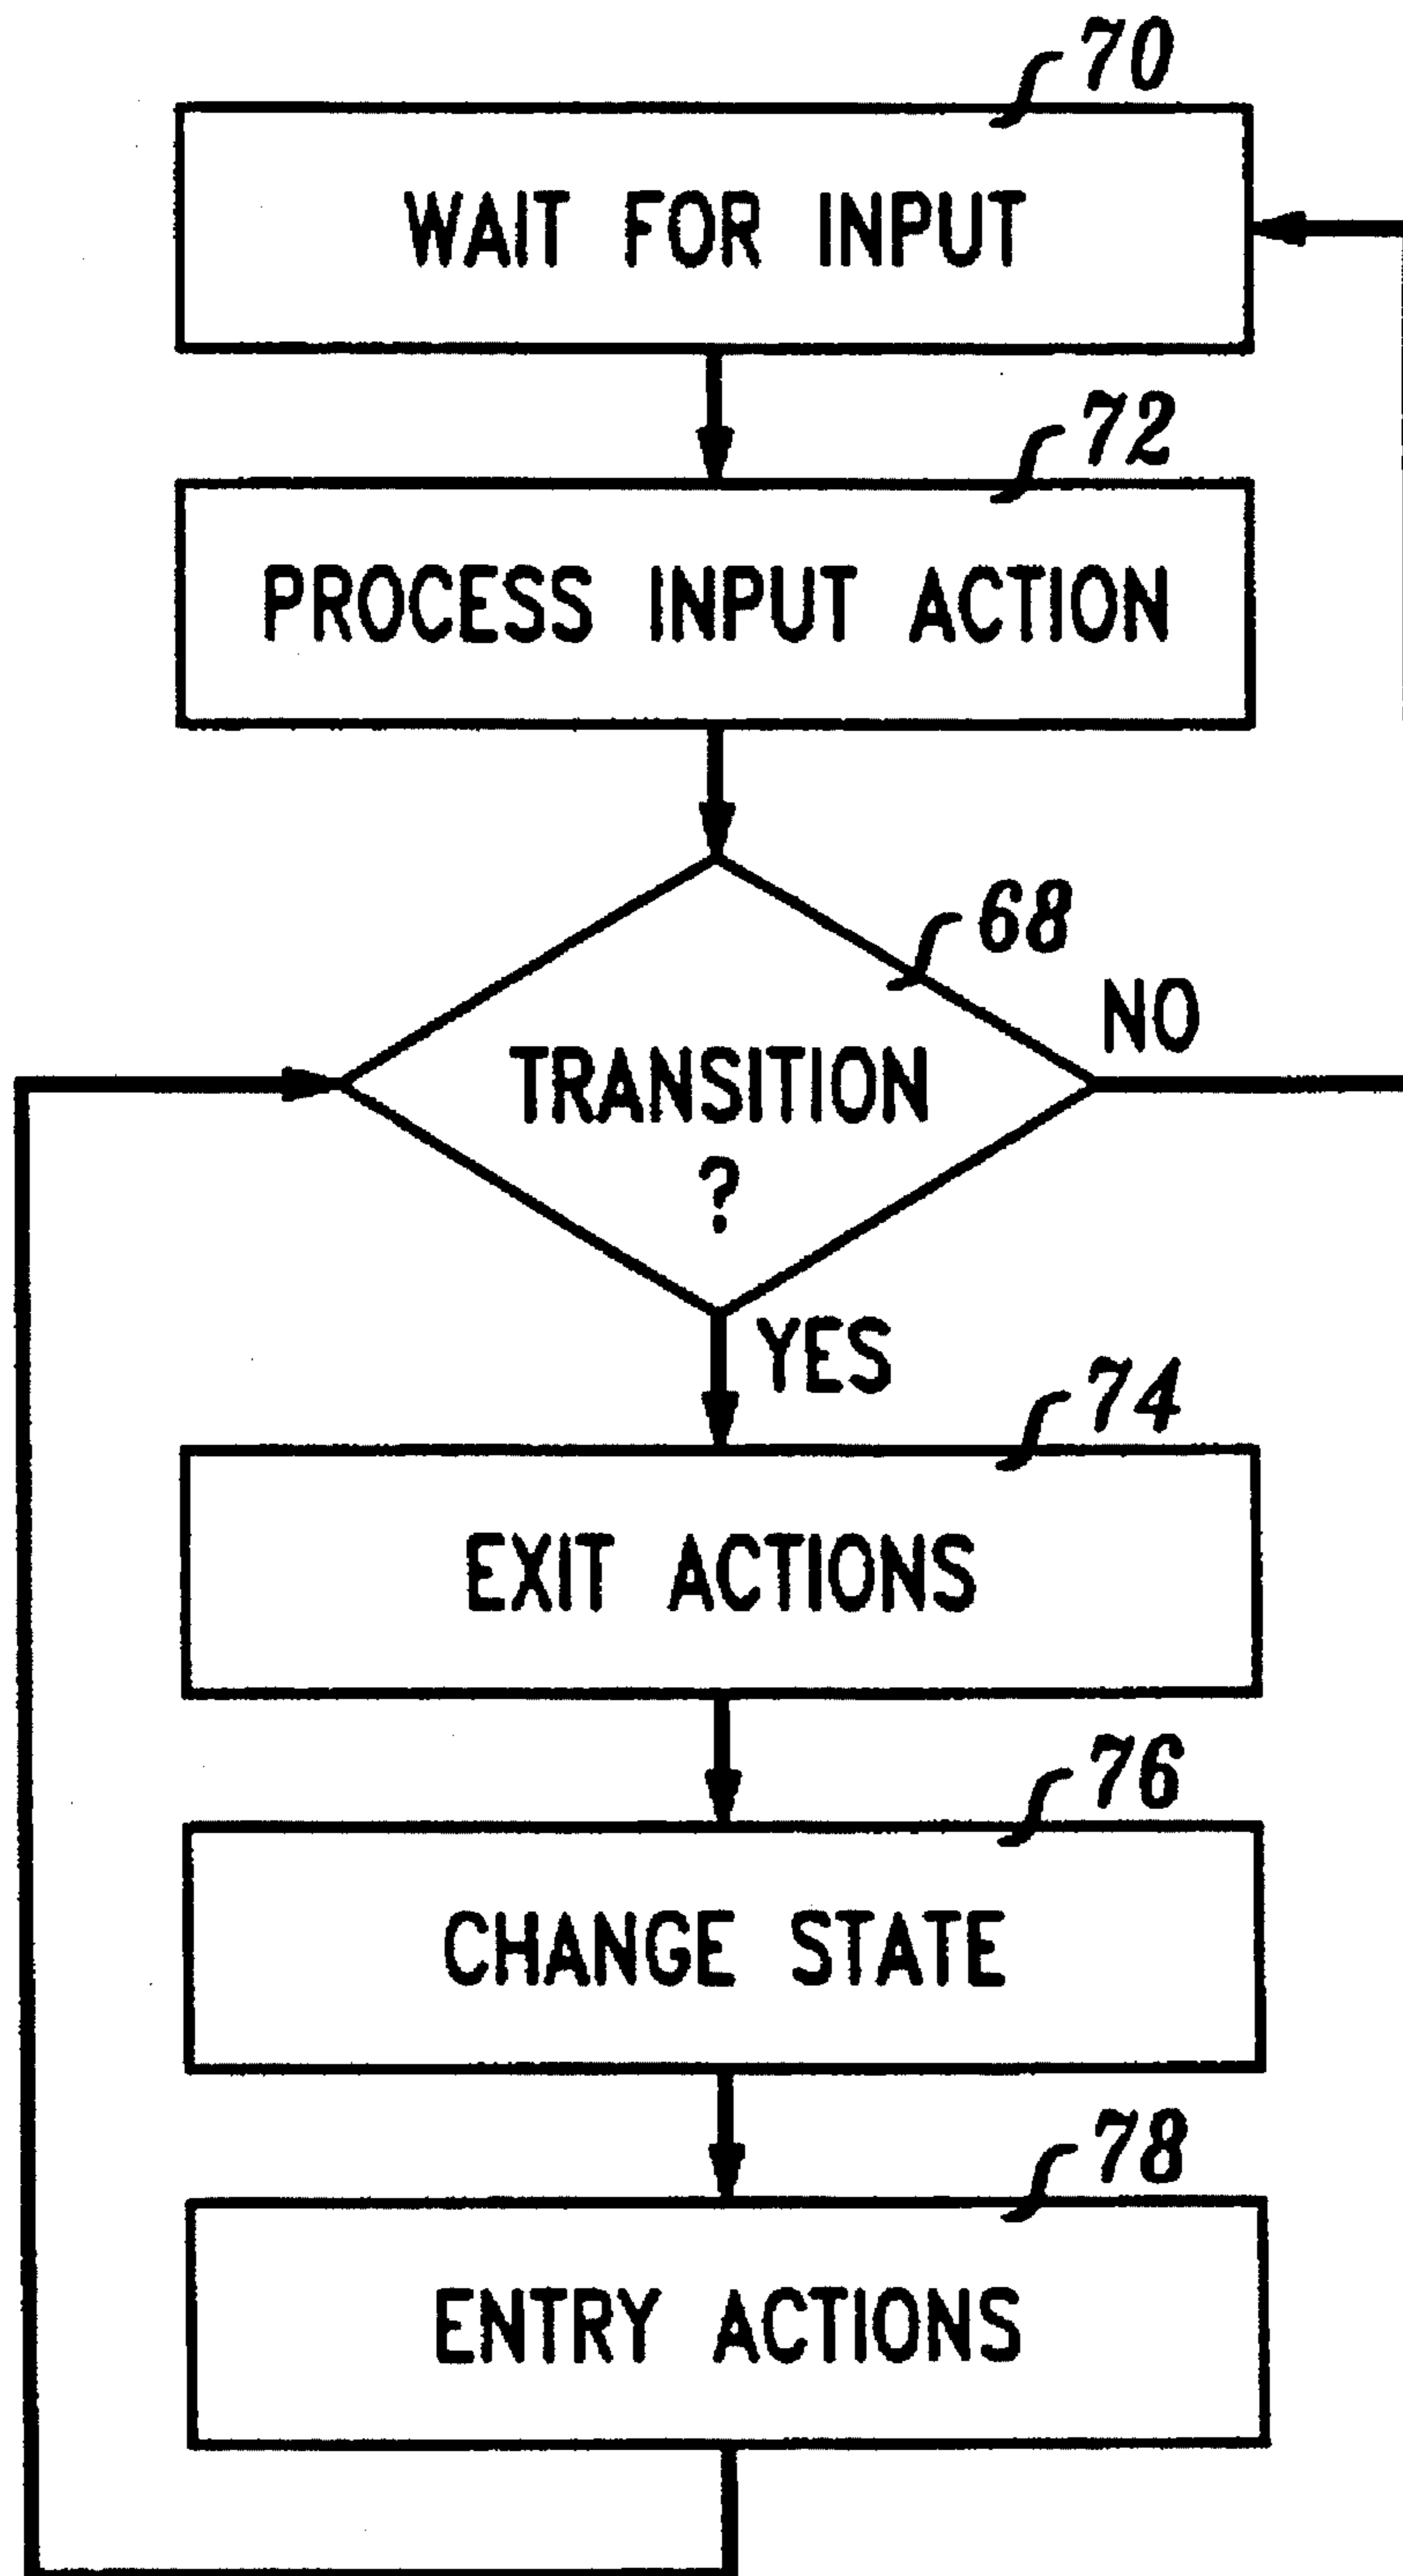 70
WAIT FOR INPUT
72
PROCESS INPUT ACTION
68
NO
TRANSITION
?
YES
74
EXIT ACTIONS
76
CHANGE STATE
78
ENTRY ACTIONS